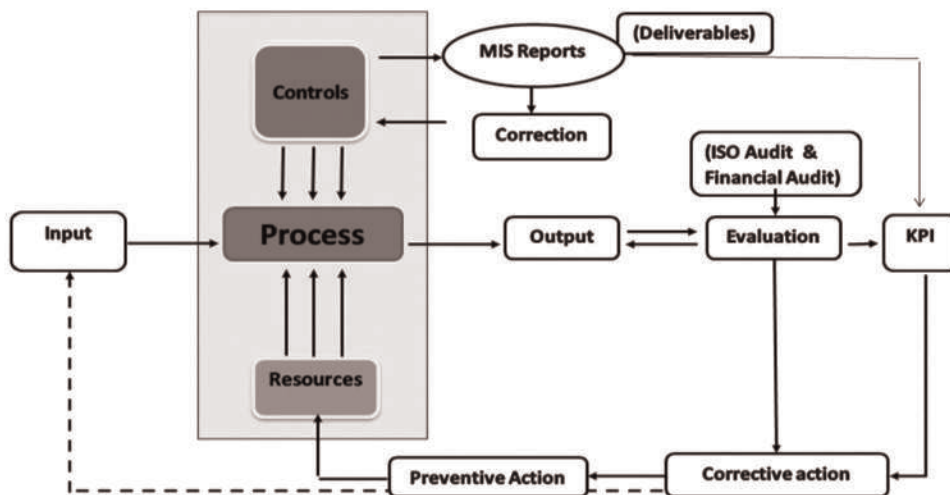 (Deliverables)
MIS Reports
Controls
Correction
(ISO Audit &
Financial Audit)
Input
Process
Output
Evaluation
KPI
Resources
Preventive Action
Corrective action